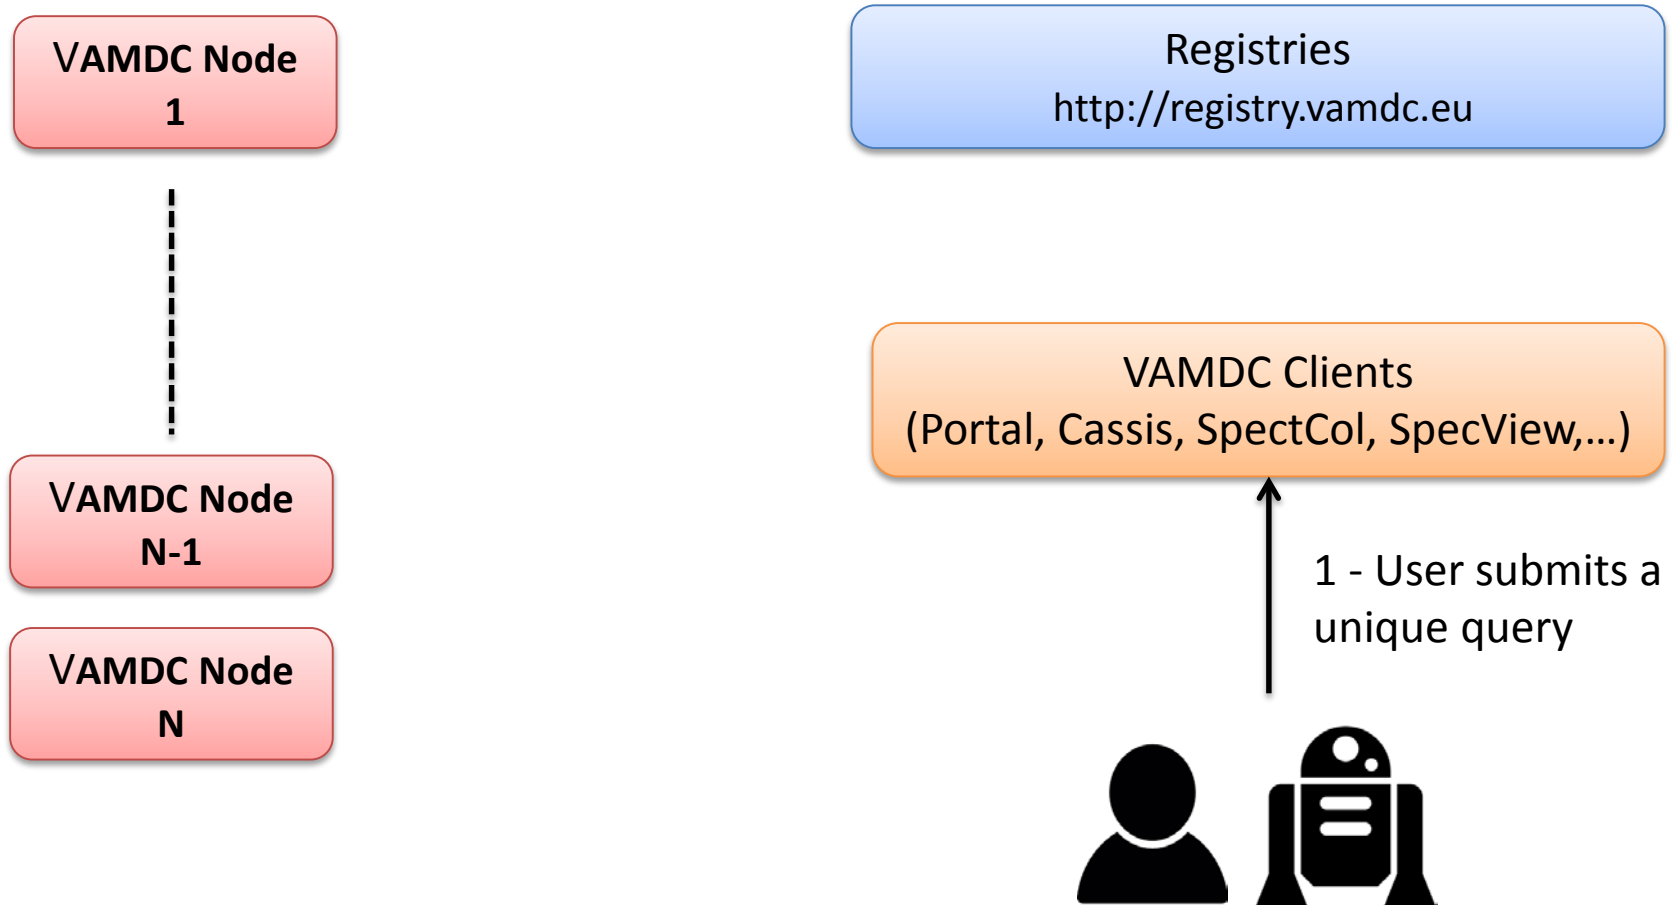 VAMDC Node
1
Registries
http://registry.vamdc.eu
VAMDC Clients
(Portal, Cassis, SpectCol, SpecView,...)
VAMDC Node
N-1
1 - User submits a
unique query
VAMDC Node
N